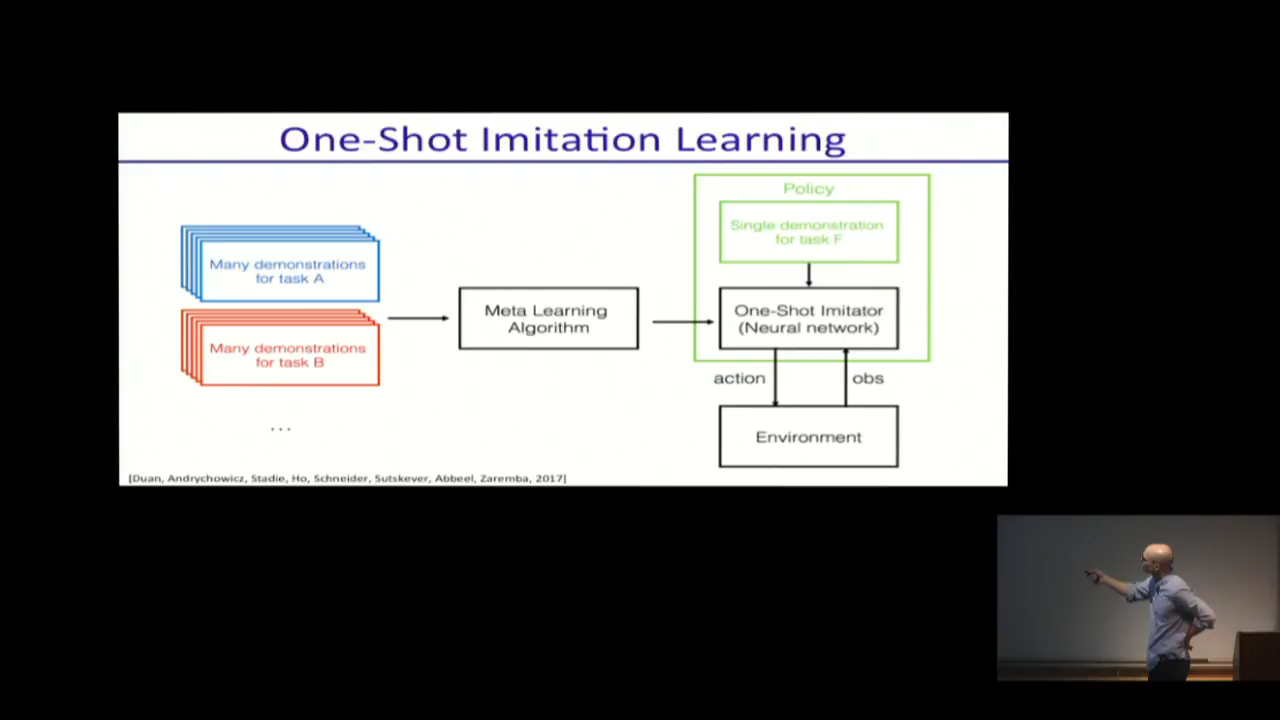 One-Shot Imitation Learning
Many demonstrations
for task A
Many demonstrations
for task B
...
Meta Learning
Algorithm
Policy
Single demonstration
for task F
One-Shot Imitator
(Neural network)
action
obs
Environment
[Duan, Andrychowicz, Stadie, Ho, Schneider, Sutskever, Abbeel, Zaremba, 2017]